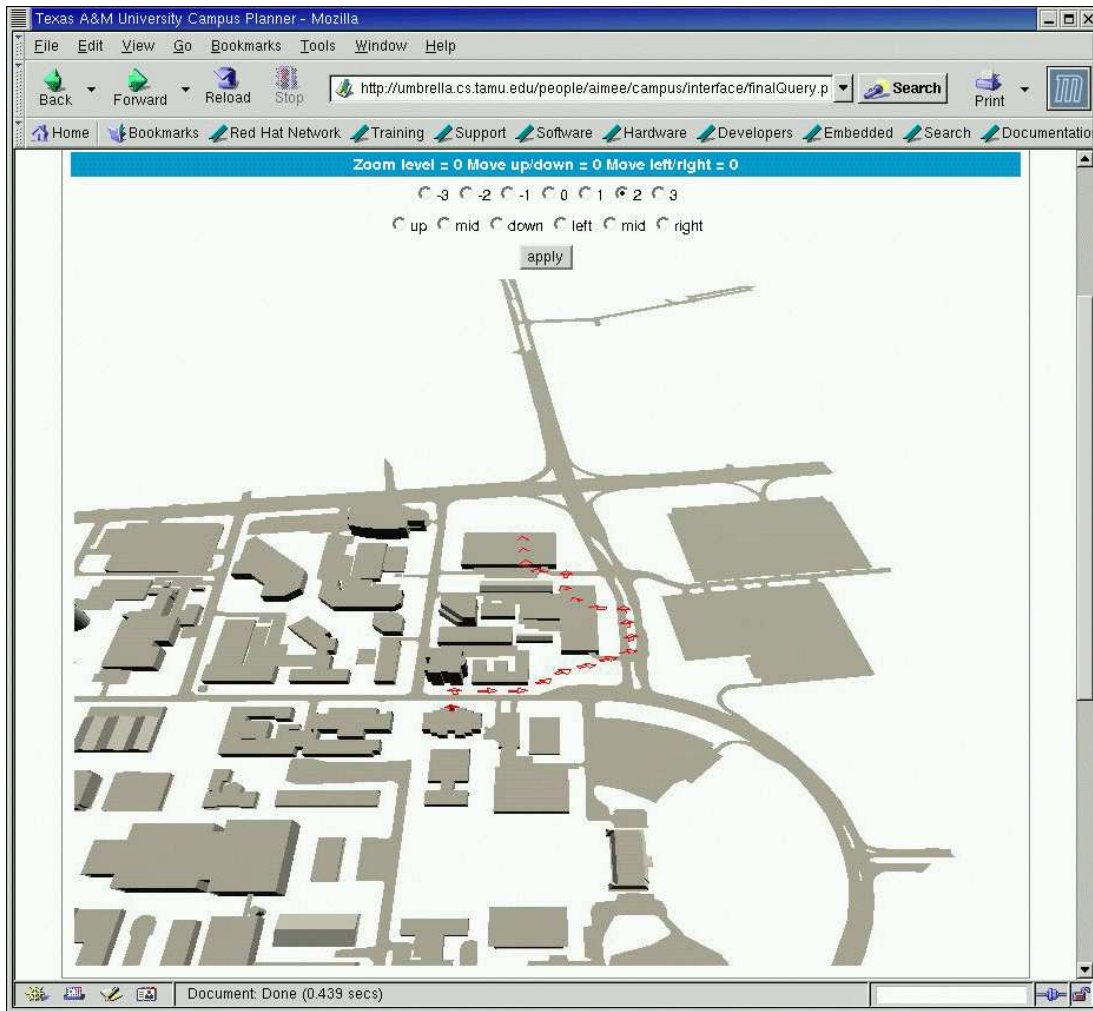 Texas A&M University Campus Planner - Mozilla
File Edit View Go Bookmarks Tools Window Help
Back Forward Reload Stop http://umbrella.cs.tamu.edu/people/aimee/campus/interface/finalQuery.p Search Print
Home Bookmarks Red Hat Network Training Support Software Hardware Developers Embedded Search Documentation
Zoom level = 0 Move up/down = 0 Move left/right = 0
-3 -2 -1 0 1 2 3
up mid down left mid right
apply
Document: Done (0.439 secs)